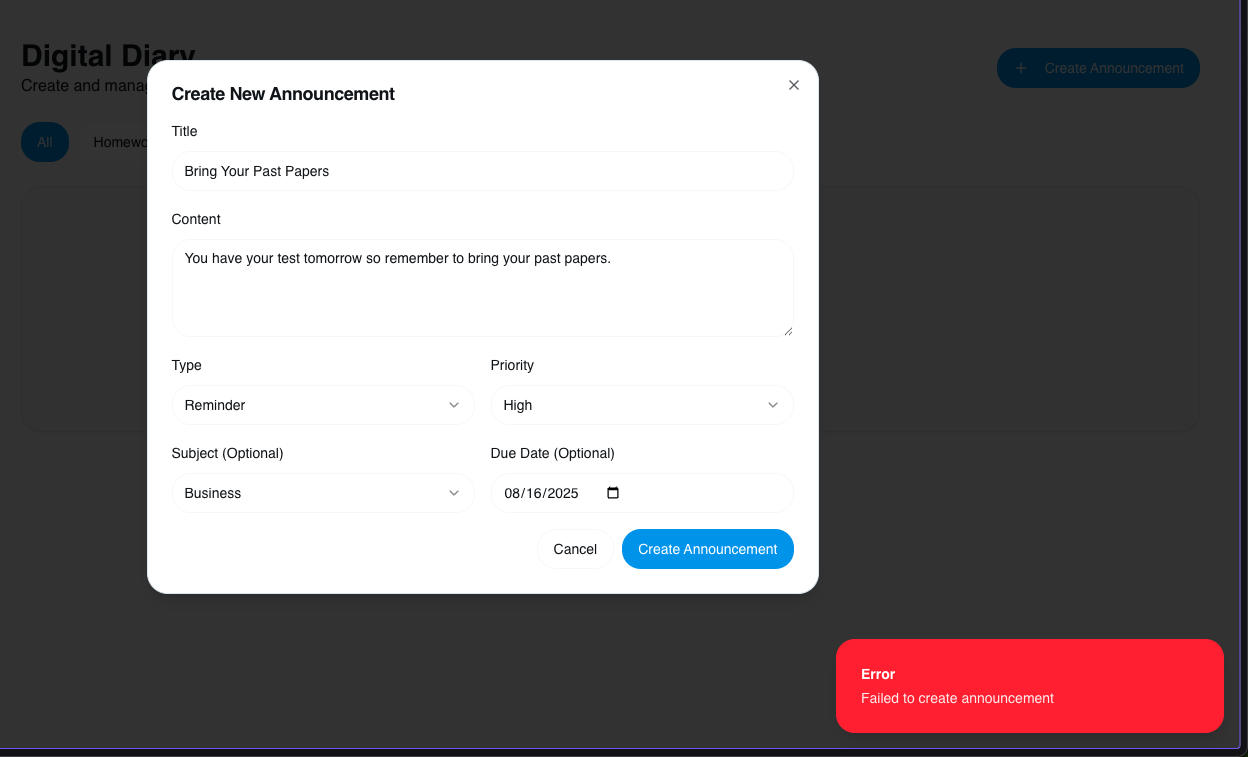 Digital Diary
Create and manag
+ Create Announcement
All
Homewo
Create New Announcement
Title
Bring Your Past Papers
Content
You have your test tomorrow so remember to bring your past papers.
Type
Priority
Reminder
High
Subject (Optional)
Due Date (Optional)
Business
08/16/2025
Cancel
Create Announcement
Error
Failed to create announcement